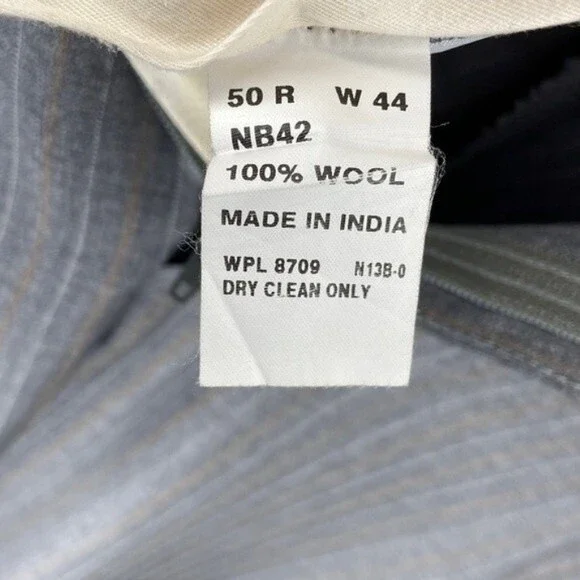 50 R W 44
NB42
100% WOOL
MADE IN INDIA
WPL 8709 N13B-0
DRY CLEAN ONLY